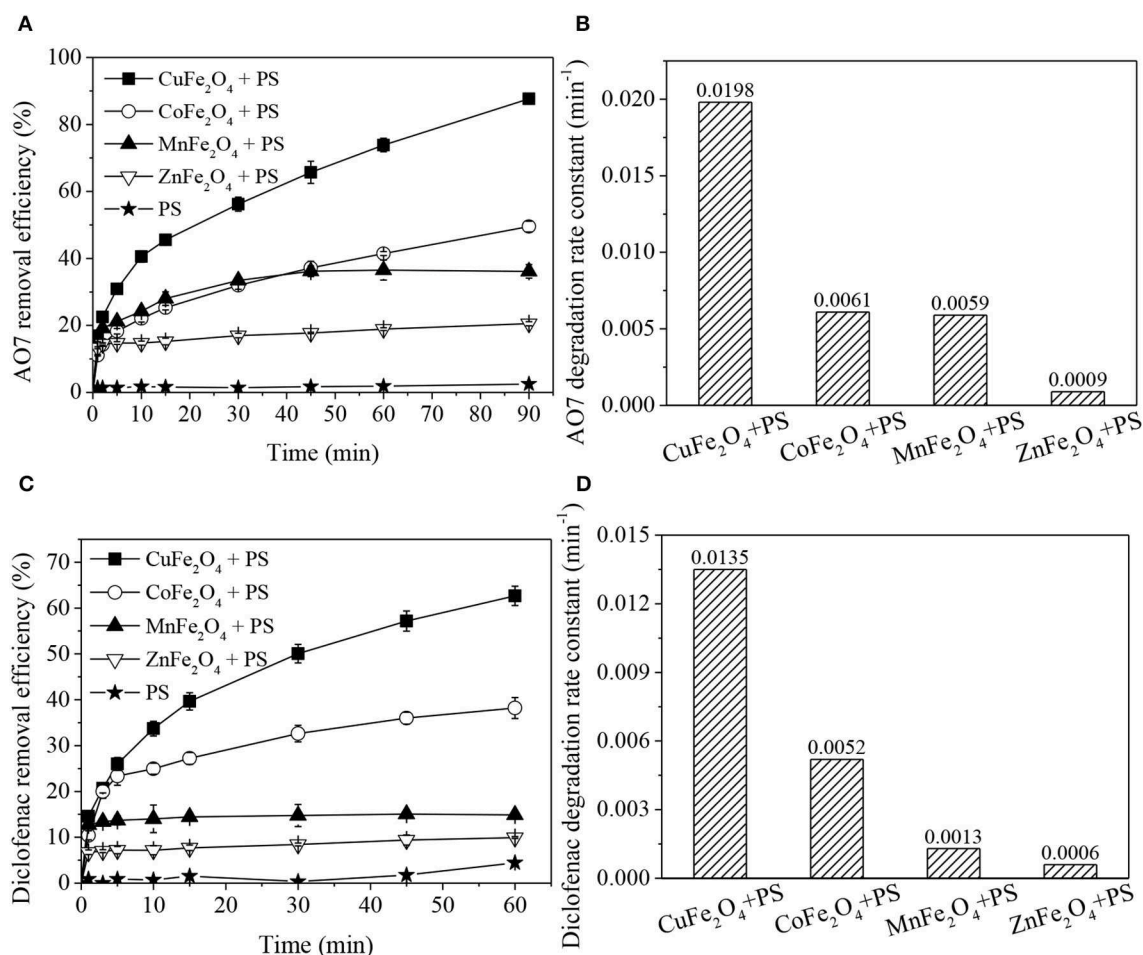 A
AO7 removal efficiency (%)
100
80
60
40
20
0
CuFe₂O₄ + PS
CoFe₂O₄ + PS
MnFe₂O₄ + PS
ZnFe₂O₄ + PS
PS
0 10 20 30 40 50 60 70 80 90
Time (min)
B
AO7 degradation rate constant (min⁻¹)
0.020
0.015
0.010
0.005
0.000
0.0198
0.0061
0.0059
0.0009
CuFe₂O₄+PS
CoFe₂O₄+PS
MnFe₂O₄+PS
ZnFe₂O₄+PS
C
Diclofenac removal efficiency (%)
70
60
50
40
30
20
10
0
CuFe₂O₄ + PS
CoFe₂O₄ + PS
MnFe₂O₄ + PS
ZnFe₂O₄ + PS
PS
0 10 20 30 40 50 60
Time (min)
D
Diclofenac degradation rate constant (min⁻¹)
0.015
0.012
0.009
0.006
0.003
0.000
0.0135
0.0052
0.0013
0.0006
CuFe₂O₄+PS
CoFe₂O₄+PS
MnFe₂O₄+PS
ZnFe₂O₄+PS